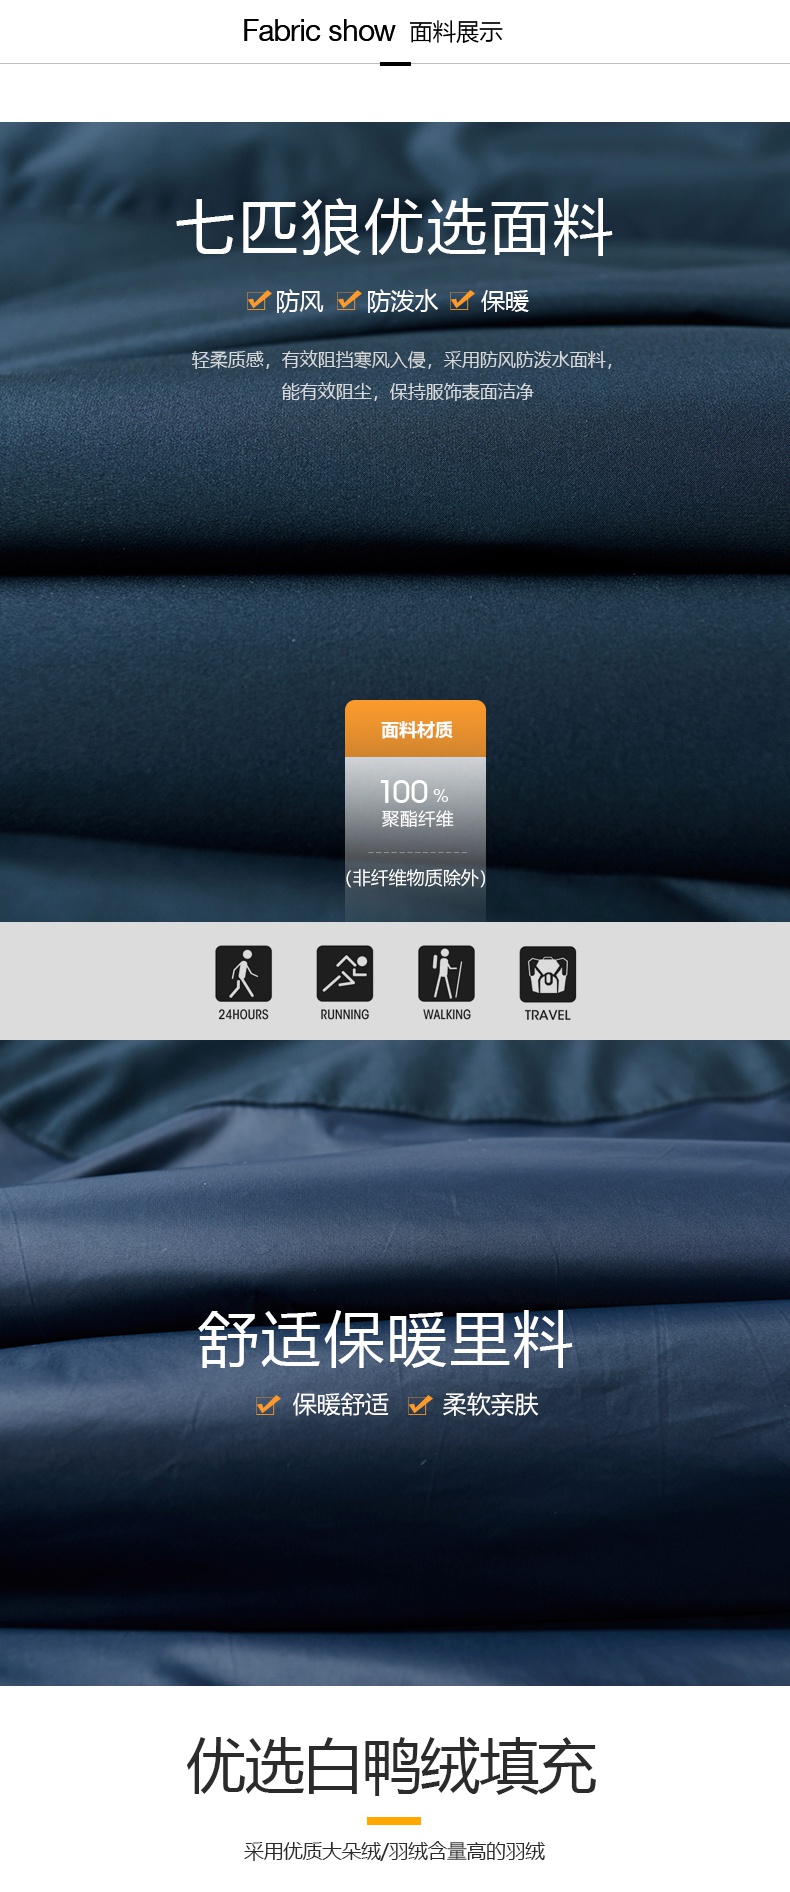 Fabric show 面料展示
七匹狼优选面料
防风 防泼水 保暖
轻柔质感，有效阻挡寒风入侵，采用防风防泼水面料，
能有效阻尘，保持服饰表面洁净
面料材质
100 %
聚酯纤维
(非纤维物质除外)
24HOURS RUNNING WALKING TRAVEL
舒适保暖里料
保暖舒适 柔软亲肤
优选白鸭绒填充
采用优质大朵绒/羽绒含量高的羽绒